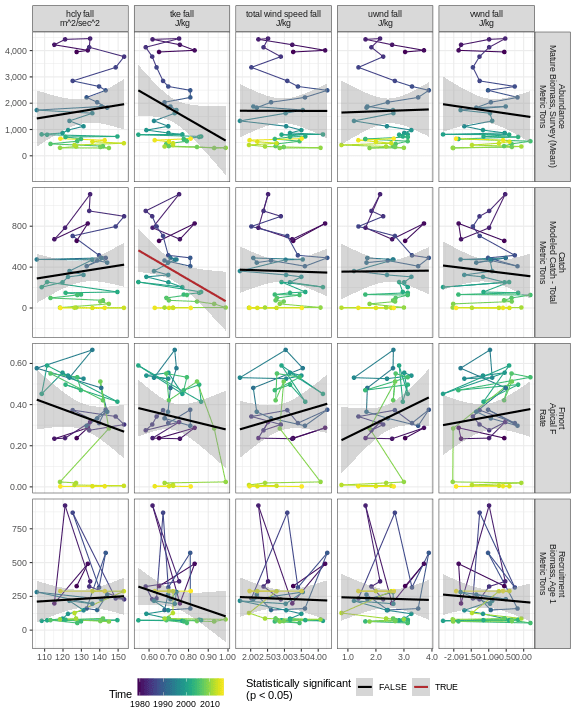 hcly fall
m^2/sec^2
tke fall
J/kg
total wind speed fall
J/kg
uwnd fall
J/kg
vwnd fall
J/kg
4,000
3,000
2,000
1,000
0
Abundance
Mature Biomass, Survey (Mean)
Metric Tons
800
400
0
Catch
Modeled Catch - Total
Metric Tons
0.60
0.40
0.20
0.00
Fmort
Apical F
Rate
750
500
250
0
Recruitment
Biomass, Age 1
Metric Tons
110 120 130 140 150
0.60 0.70 0.80 0.90 1.00
2.00 2.50 3.00 3.50 4.00
1.0 2.0 3.0 4.0
-2.00 -1.50 -1.00 -0.50 0.00
Time
1980 1990 2000 2010
Statistically significant
(p < 0.05)
FALSE
TRUE